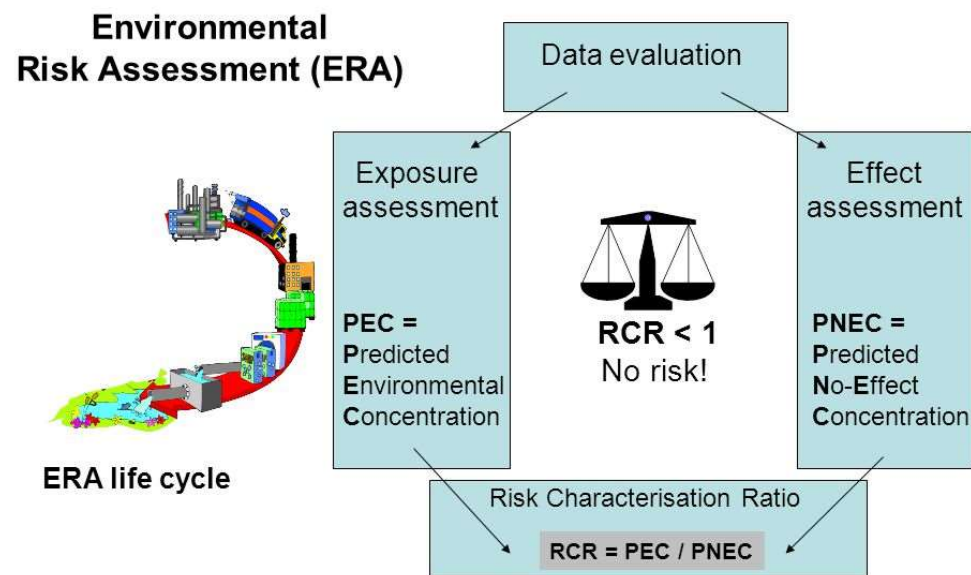 Environmental
Risk Assessment (ERA)
Data evaluation
Exposure
assessment
PEC =
Predicted
Environmental
Concentration
RCR < 1
No risk!
Effect
assessment
PNEC =
Predicted
No-Effect
Concentration
ERA life cycle
Risk Characterisation Ratio
RCR = PEC / PNEC